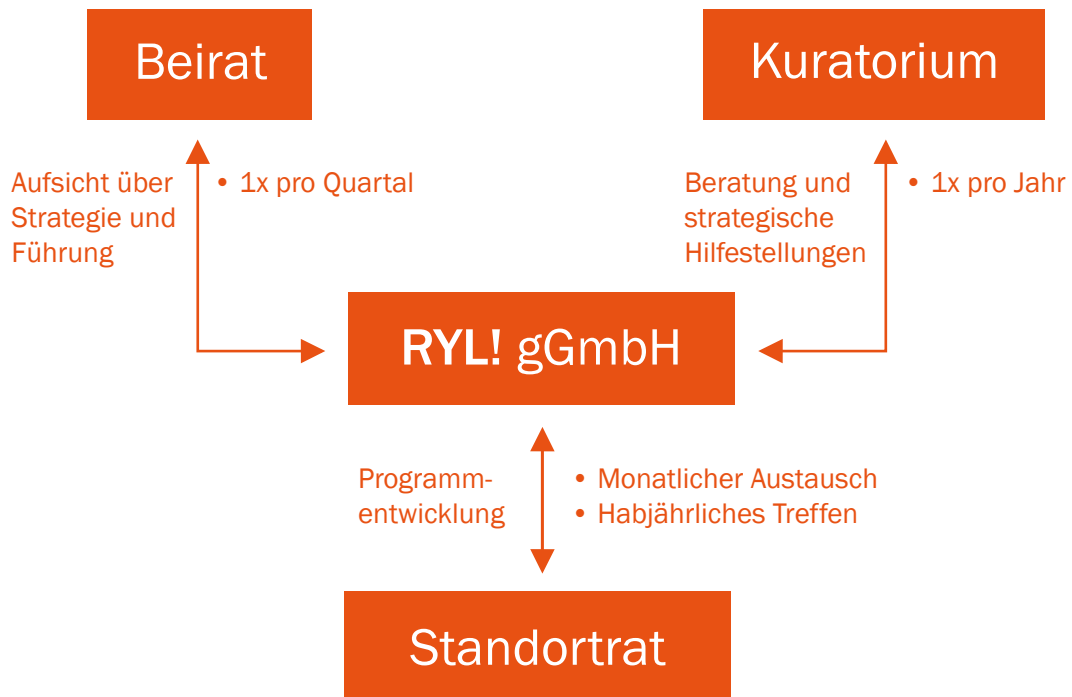 Beirat
Kuratorium
Aufsicht über
Strategie und
Führung
• 1x pro Quartal
Beratung und
strategische
Hilfestellungen
• 1x pro Jahr
RYL! gGmbH
Programm-
entwicklung
• Monatlicher Austausch
• Habjährliches Treffen
Standortrat